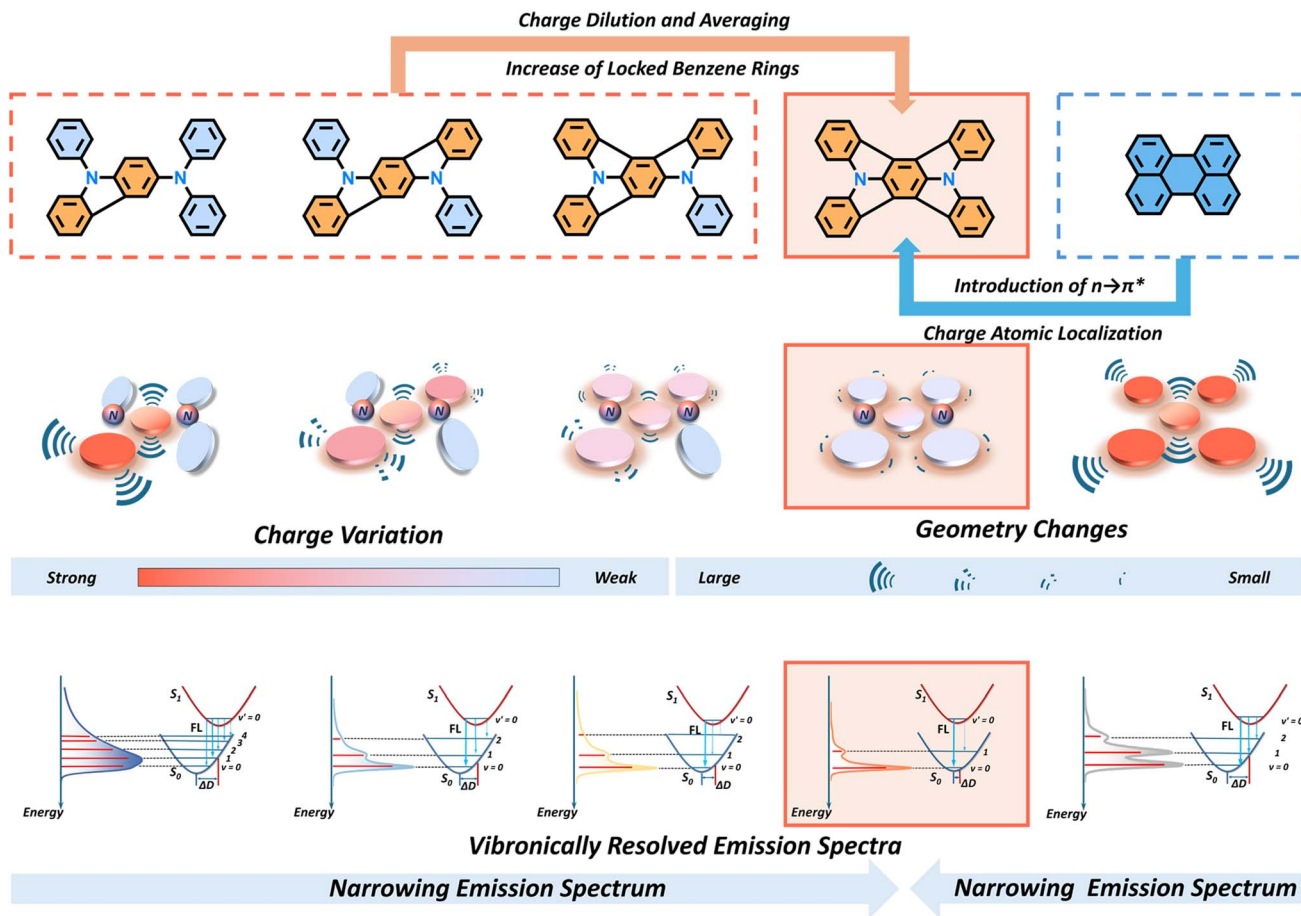 Charge Dilution and Averaging
Increase of Locked Benzene Rings
N N
N N
N N
N N
Introduction of n→π*
Charge Atomic Localization
N N
N N
N N
N N
Charge Variation
Geometry Changes
Strong Weak
Large Small
S1 FL v' = 0 4 3 2 1 v = 0 S0 ΔD Energy
S1 FL v' = 0 2 1 v = 0 S0 ΔD Energy
S1 FL v' = 0 2 1 v = 0 S0 ΔD Energy
S1 FL v' = 0 1 v = 0 S0 ΔD Energy
S1 FL v' = 0 2 1 v = 0 S0 ΔD Energy
Vibronically Resolved Emission Spectra
Narrowing Emission Spectrum
Narrowing Emission Spectrum